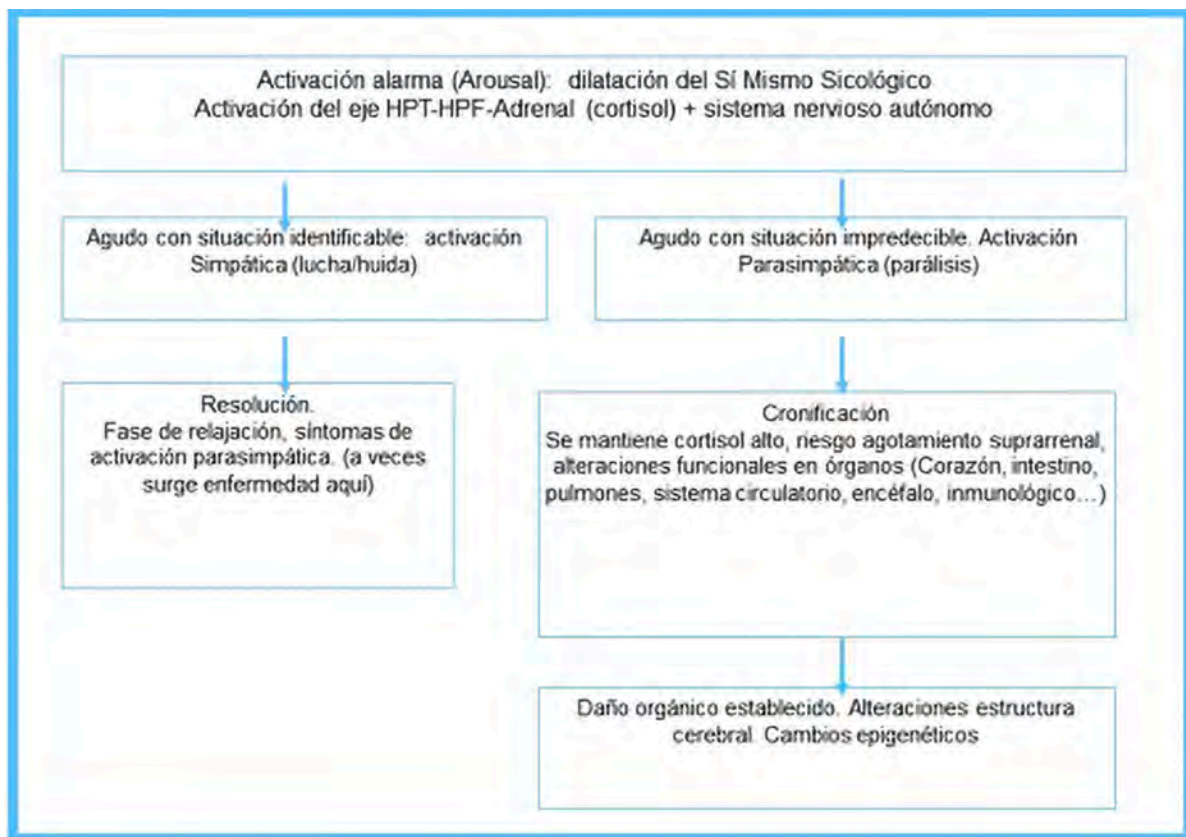 Activación alarma (Arousal): dilatación del Sí Mismo Sicológico
Activación del eje HPT-HPF-Adrenal (cortisol) + sistema nervioso autónomo
Agudo con situación identificable: activación
Simpática (lucha/huida)
Agudo con situación impredecible. Activación
Parasimpática (parálisis)
Resolución.
Fase de relajación, síntomas de
activación parasimpática. (a veces
surge enfermedad aquí)
Cronificación
Se mantiene cortisol alto, riesgo agotamiento suprarrenal,
alteraciones funcionales en órganos (Corazón, intestino,
pulmones, sistema circulatorio, encéfalo, inmunológico…)
Daño orgánico establecido. Alteraciones estructura
cerebral. Cambios epigenéticos